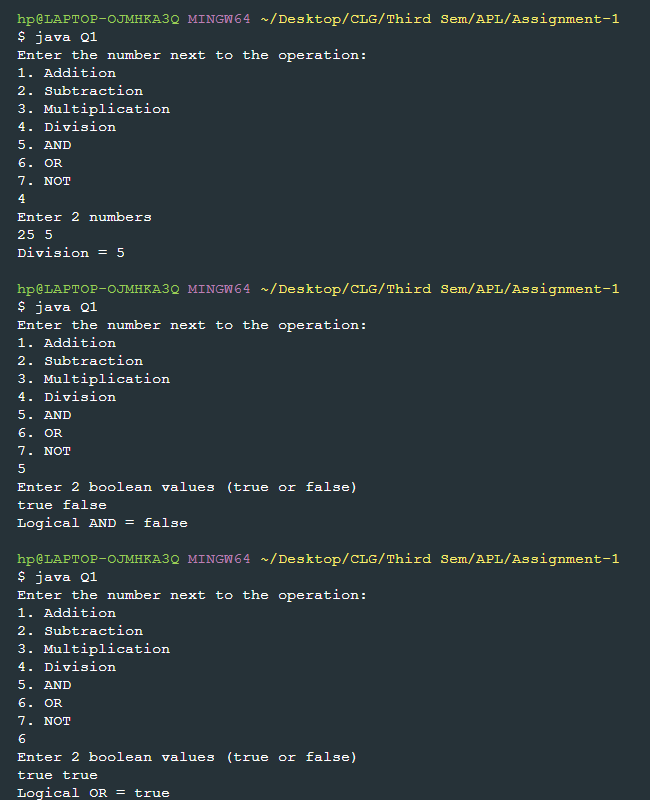 hp@LAPTOP-OJMHKA3Q MINGW64 ~/Desktop/CLG/Third Sem/APL/Assignment-1
$ java Q1
Enter the number next to the operation:
1. Addition
2. Subtraction
3. Multiplication
4. Division
5. AND
6. OR
7. NOT
4
Enter 2 numbers
25 5
Division = 5
hp@LAPTOP-OJMHKA3Q MINGW64 ~/Desktop/CLG/Third Sem/APL/Assignment-1
$ java Q1
Enter the number next to the operation:
1. Addition
2. Subtraction
3. Multiplication
4. Division
5. AND
6. OR
7. NOT
5
Enter 2 boolean values (true or false)
true false
Logical AND = false
hp@LAPTOP-OJMHKA3Q MINGW64 ~/Desktop/CLG/Third Sem/APL/Assignment-1
$ java Q1
Enter the number next to the operation:
1. Addition
2. Subtraction
3. Multiplication
4. Division
5. AND
6. OR
7. NOT
6
Enter 2 boolean values (true or false)
true true
Logical OR = true